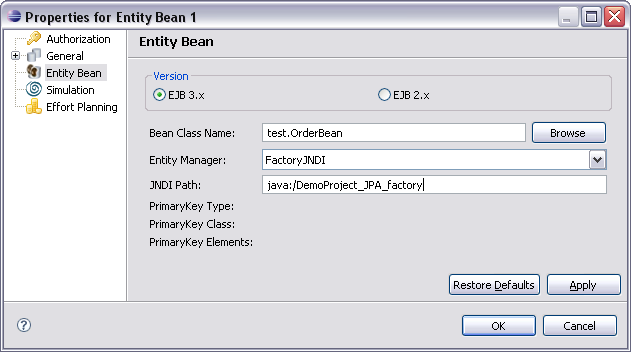 Properties for Entity Bean 1
Authorization
General
Entity Bean
Simulation
Effort Planning
Entity Bean
Version
EJB 3.x
EJB 2.x
Bean Class Name: test.OrderBean Browse
Entity Manager: FactoryJNDI
JNDI Path: java:/DemoProject_JPA_factory
PrimaryKey Type:
PrimaryKey Class:
PrimaryKey Elements:
Restore Defaults Apply
? OK Cancel